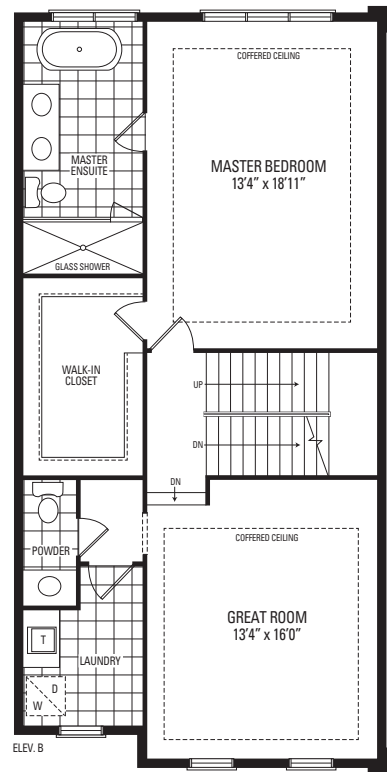 COFFERED CEILING
MASTER BEDROOM
13'4" x 18'11"
MASTER
ENSUITE
GLASS SHOWER
WALK-IN
CLOSET
UP
DN
DN
POWDER
COFFERED CEILING
GREAT ROOM
13'4" x 16'0"
T
LAUNDRY
D
W
ELEV. B